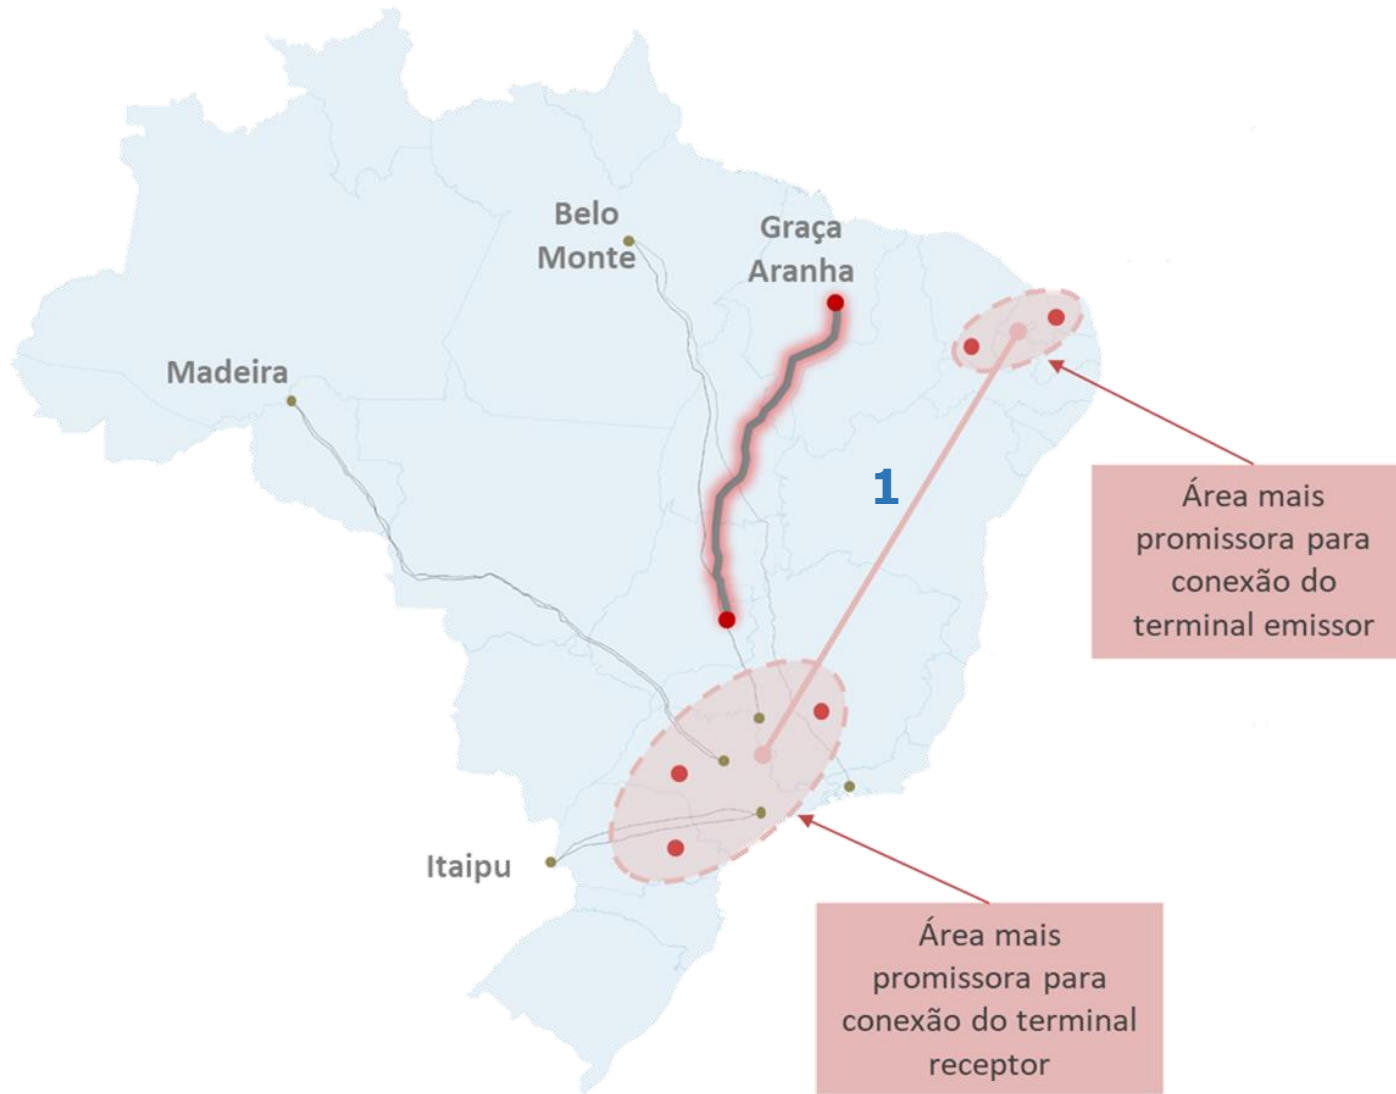 Belo
Monte
Graça
Aranha
Madeira
1
Área mais
promissora para
conexão do
terminal emissor
Itaipu
Área mais
promissora para
conexão do terminal
receptor